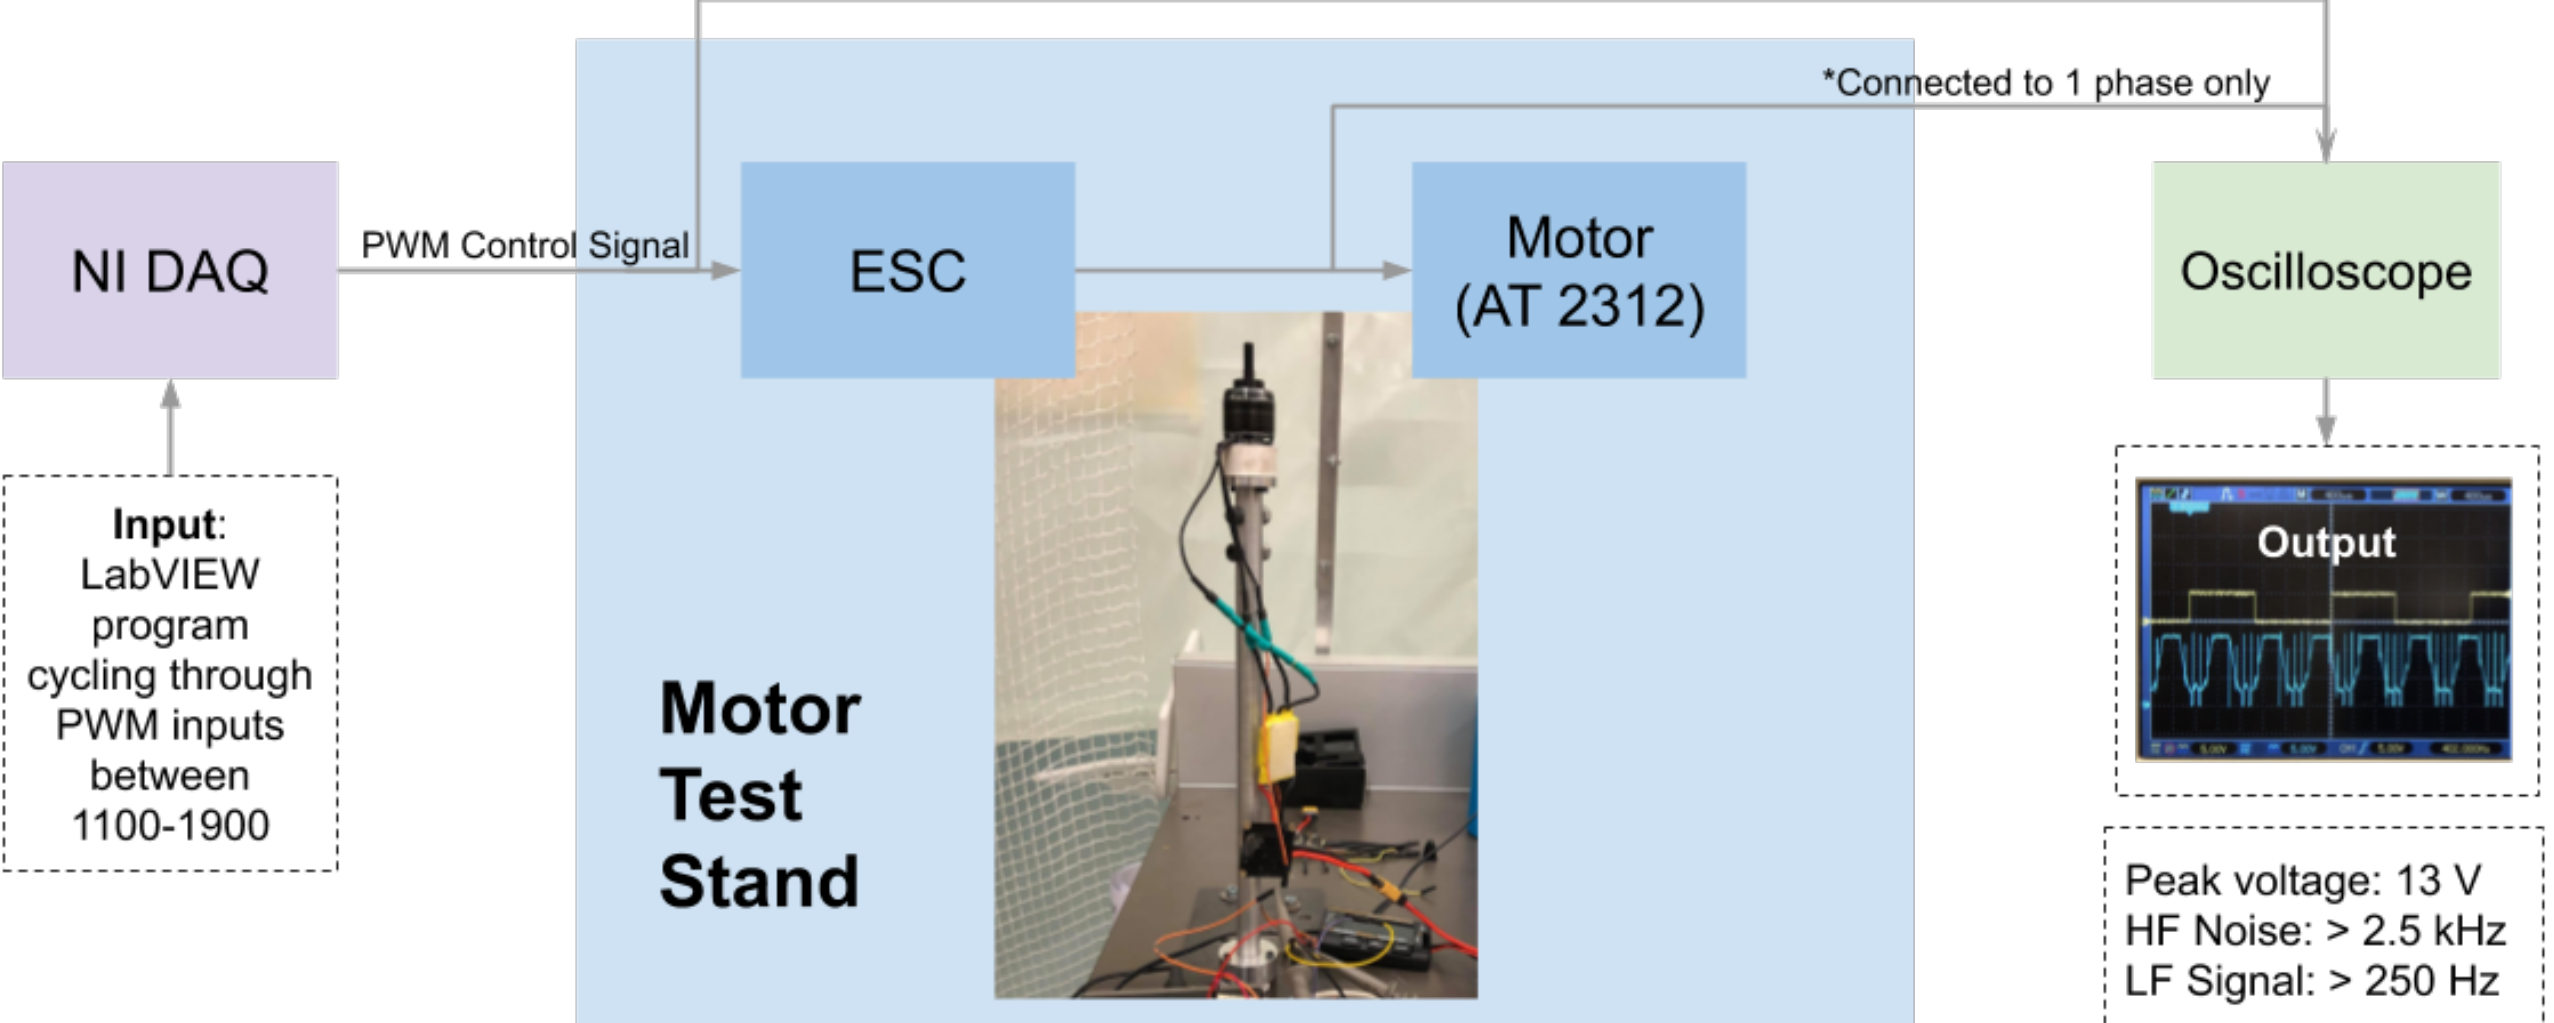 *Connected to 1 phase only
NI DAQ
PWM Control Signal
ESC
Motor
(AT 2312)
Oscilloscope
Input:
LabVIEW
program
cycling through
PWM inputs
between
1100-1900
Motor
Test
Stand
Output
Peak voltage: 13 V
HF Noise: > 2.5 kHz
LF Signal: > 250 Hz